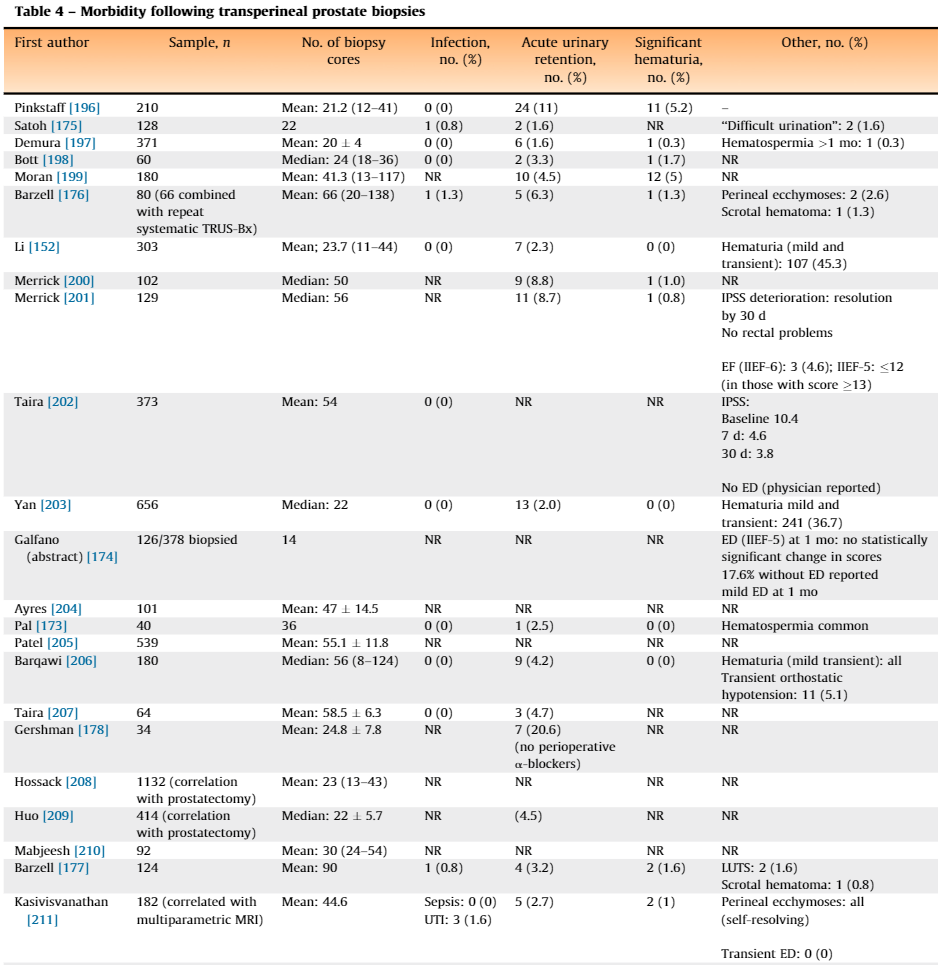 Table 4 – Morbidity following transperineal prostate biopsies
First author Sample, n No. of biopsy cores Infection, no. (%) Acute urinary retention, no. (%) Significant hematuria, no. (%) Other, no. (%)
Pinkstaff [196] 210 Mean: 21.2 (12–41) 0 (0) 24 (11) 11 (5.2) –
Satoh [175] 128 22 1 (0.8) 2 (1.6) NR “Difficult urination”: 2 (1.6)
Demura [197] 371 Mean: 20 ± 4 0 (0) 6 (1.6) 1 (0.3) Hematospermia >1 mo: 1 (0.3)
Bott [198] 60 Median: 24 (18–36) 0 (0) 2 (3.3) 1 (1.7) NR
Moran [199] 180 Mean: 41.3 (13–117) NR 10 (4.5) 12 (5) NR
Barzell [176] 80 (66 combined Mean: 66 (20–138) 1 (1.3) 5 (6.3) 1 (1.3) Perineal ecchymoses: 2 (2.6)
with repeat Scrotal hematoma: 1 (1.3)
systematic TRUS-Bx)
Li [152] 303 Mean; 23.7 (11–44) 0 (0) 7 (2.3) 0 (0) Hematuria (mild and
transient): 107 (45.3)
Merrick [200] 102 Median: 50 NR 9 (8.8) 1 (1.0) NR
Merrick [201] 129 Median: 56 NR 11 (8.7) 1 (0.8) IPSS deterioration: resolution
by 30 d
No rectal problems
EF (IIEF-6): 3 (4.6); IIEF-5: ≤12
(in those with score ≥13)
Taira [202] 373 Mean: 54 0 (0) NR NR IPSS:
Baseline 10.4
7 d: 4.6
30 d: 3.8
No ED (physician reported)
Yan [203] 656 Median: 22 0 (0) 13 (2.0) 0 (0) Hematuria mild and
transient: 241 (36.7)
Galfano 126/378 biopsied 14 NR NR NR ED (IIEF-5) at 1 mo: no statistically
(abstract) [174] significant change in scores
17.6% without ED reported
mild ED at 1 mo
Ayres [204] 101 Mean: 47 ± 14.5 NR NR NR NR
Pal [173] 40 36 0 (0) 1 (2.5) 0 (0) Hematospermia common
Patel [205] 539 Mean: 55.1 ± 11.8 NR NR NR NR
Barqawi [206] 180 Median: 56 (8–124) 0 (0) 9 (4.2) 0 (0) Hematuria (mild transient): all
Transient orthostatic
hypotension: 11 (5.1)
Taira [207] 64 Mean: 58.5 ± 6.3 0 (0) 3 (4.7) NR NR
Gershman [178] 34 Mean: 24.8 ± 7.8 NR 7 (20.6) NR NR
(no perioperative
α-blockers)
Hossack [208] 1132 (correlation Mean: 23 (13–43) NR NR NR NR
with prostatectomy)
Huo [209] 414 (correlation Median: 22 ± 5.7 NR (4.5) NR NR
with prostatectomy)
Mabjeesh [210] 92 Mean: 30 (24–54) NR NR NR NR
Barzell [177] 124 Mean: 90 1 (0.8) 4 (3.2) 2 (1.6) LUTS: 2 (1.6)
Scrotal hematoma: 1 (0.8)
Kasivisvanathan 182 (correlated with Mean: 44.6 Sepsis: 0 (0) 5 (2.7) 2 (1) Perineal ecchymoses: all
[211] multiparametric MRI) UTI: 3 (1.6) (self-resolving)
Transient ED: 0 (0)